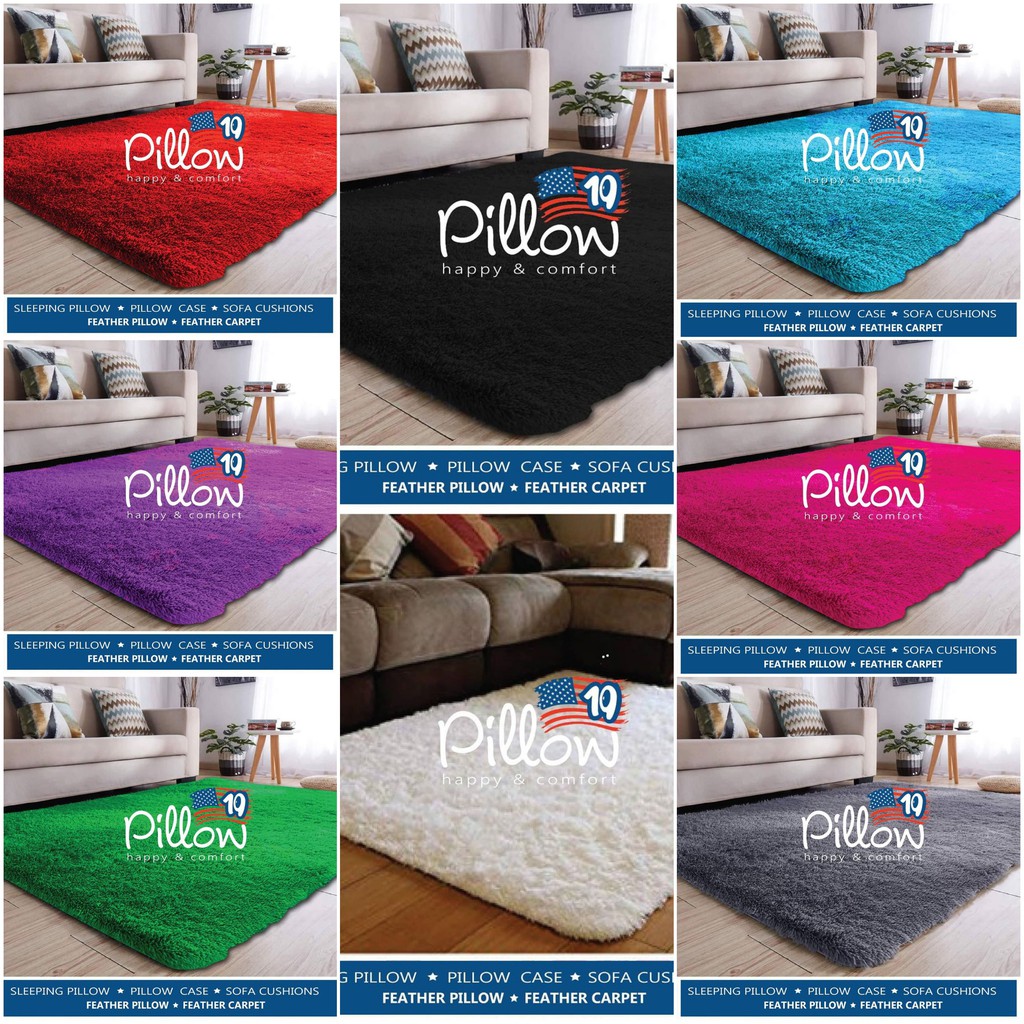 19
Pillow
happy & comfort
SLEEPING PILLOW ★ PILLOW CASE ★ SOFA CUSHIONS
FEATHER PILLOW ★ FEATHER CARPET
19
Pillow
happy & comfort
G PILLOW ★ PILLOW CASE ★ SOFA CUSI
FEATHER PILLOW ★ FEATHER CARPET
19
Pillow
happy & comfort
SLEEPING PILLOW ★ PILLOW CASE ★ SOFA CUSHIONS
FEATHER PILLOW ★ FEATHER CARPET
19
Pillow
happy & comfort
SLEEPING PILLOW ★ PILLOW CASE ★ SOFA CUSHIONS
FEATHER PILLOW ★ FEATHER CARPET
19
Pillow
happy & comfort
SLEEPING PILLOW ★ PILLOW CASE ★ SOFA CUSHIONS
FEATHER PILLOW ★ FEATHER CARPET
19
Pillow
happy & comfort
SLEEPING PILLOW ★ PILLOW CASE ★ SOFA CUSHIONS
FEATHER PILLOW ★ FEATHER CARPET
19
Pillow
happy & comfort
G PILLOW ★ PILLOW CASE ★ SOFA CUSI
FEATHER PILLOW ★ FEATHER CARPET
19
Pillow
happy & comfort
SLEEPING PILLOW ★ PILLOW CASE ★ SOFA CUSHIONS
FEATHER PILLOW ★ FEATHER CARPET